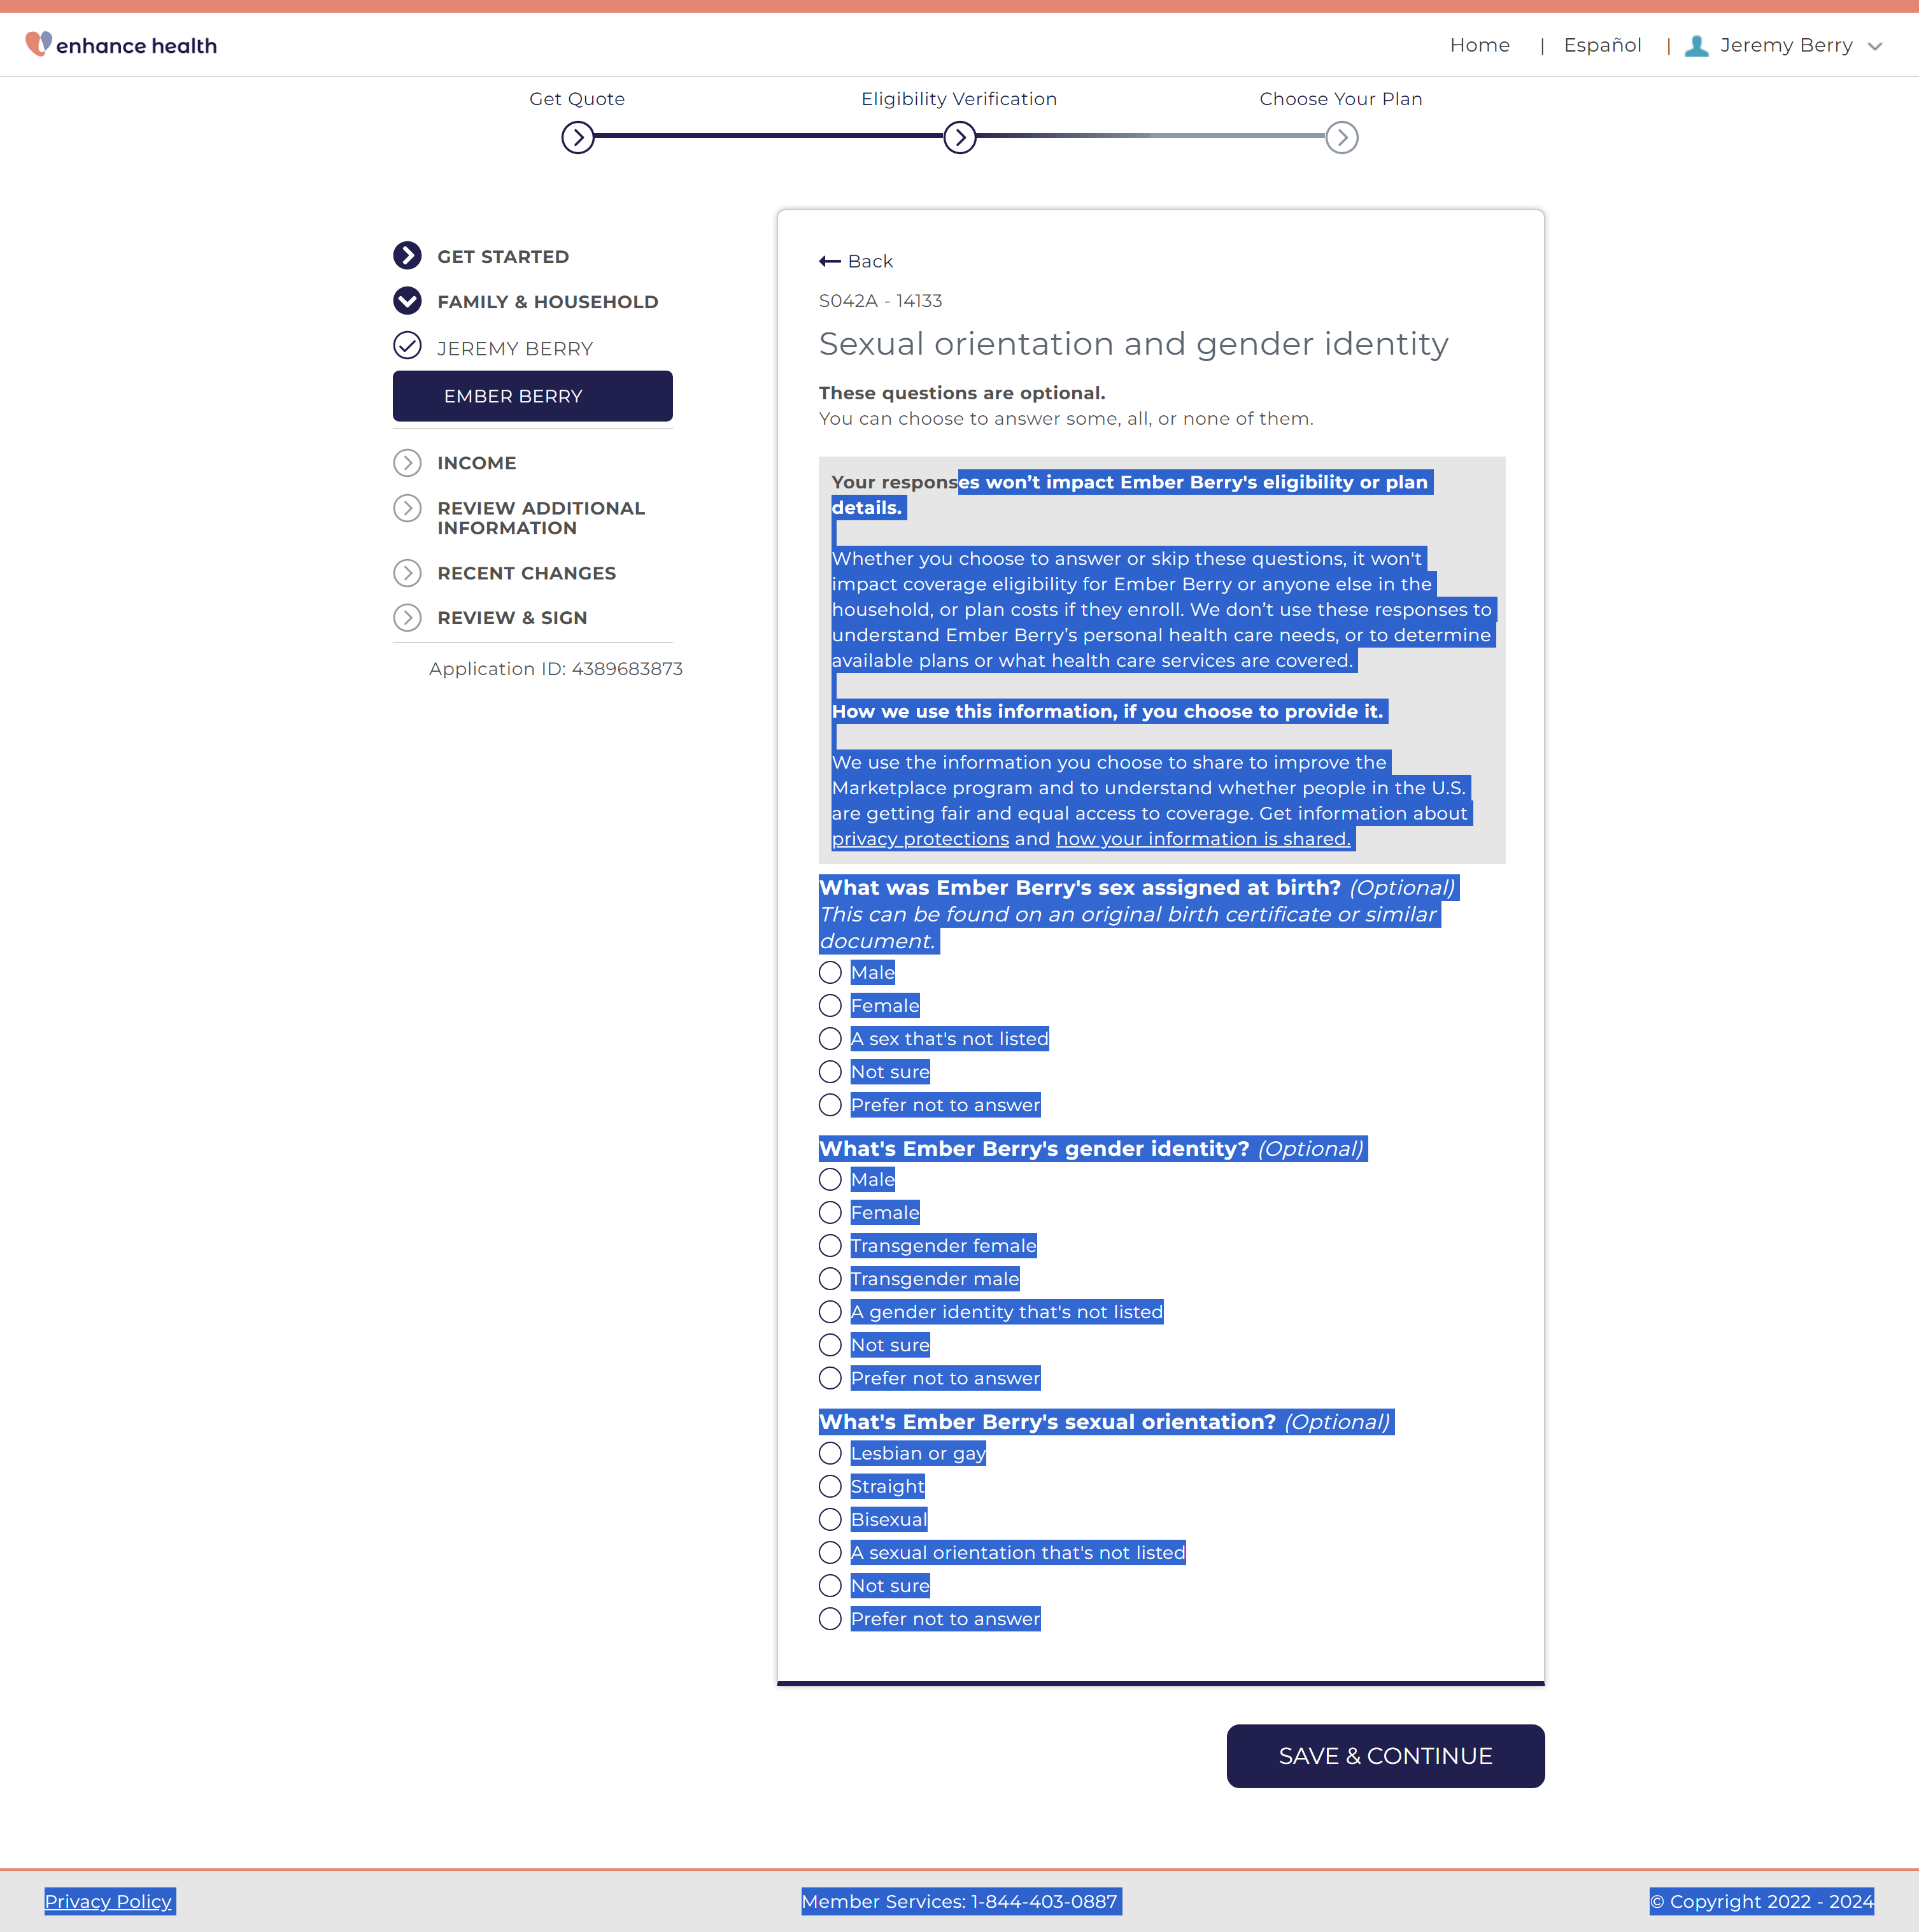 enhance health
Home | Español | Jeremy Berry
Get Quote
Eligibility Verification
Choose Your Plan
GET STARTED
FAMILY & HOUSEHOLD
JEREMY BERRY
EMBER BERRY
INCOME
REVIEW ADDITIONAL
INFORMATION
RECENT CHANGES
REVIEW & SIGN
Application ID: 4389683873
Back
S042A - 14133
Sexual orientation and gender identity
These questions are optional.
You can choose to answer some, all, or none of them.
Your responses won’t impact Ember Berry's eligibility or plan
details.
Whether you choose to answer or skip these questions, it won't
impact coverage eligibility for Ember Berry or anyone else in the
household, or plan costs if they enroll. We don’t use these responses to
understand Ember Berry’s personal health care needs, or to determine
available plans or what health care services are covered.
How we use this information, if you choose to provide it.
We use the information you choose to share to improve the
Marketplace program and to understand whether people in the U.S.
are getting fair and equal access to coverage. Get information about
privacy protections and how your information is shared.
What was Ember Berry's sex assigned at birth? (Optional)
This can be found on an original birth certificate or similar
document.
Male
Female
A sex that's not listed
Not sure
Prefer not to answer
What's Ember Berry's gender identity? (Optional)
Male
Female
Transgender female
Transgender male
A gender identity that's not listed
Not sure
Prefer not to answer
What's Ember Berry's sexual orientation? (Optional)
Lesbian or gay
Straight
Bisexual
A sexual orientation that's not listed
Not sure
Prefer not to answer
SAVE & CONTINUE
Privacy Policy
Member Services: 1-844-403-0887
© Copyright 2022 - 2024